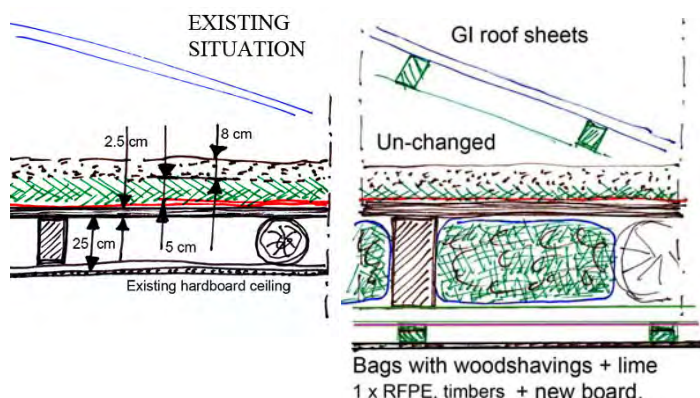 EXISTING
SITUATION
2.5 cm
8 cm
25 cm
5 cm
Existing hardboard ceiling
GI roof sheets
Un-changed
Bags with woodshavings + lime
1 x RFPE, timbers + new board.